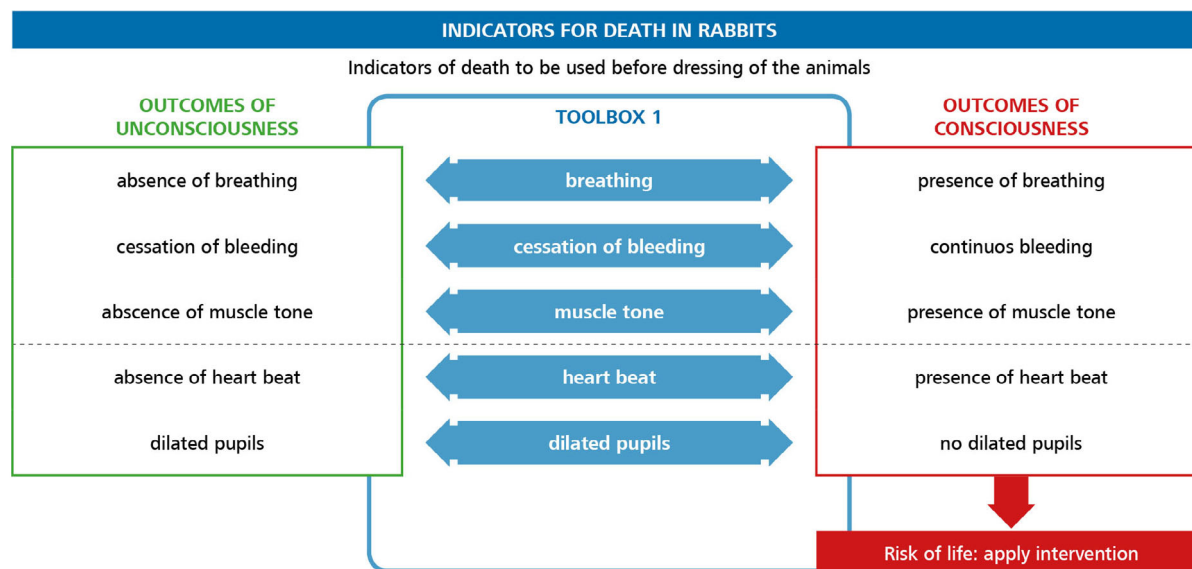 INDICATORS FOR DEATH IN RABBITS
Indicators of death to be used before dressing of the animals
OUTCOMES OF
UNCONSCIOUSNESS
TOOLBOX 1
OUTCOMES OF
CONSCIOUSNESS
absence of breathing
breathing
presence of breathing
cessation of bleeding
cessation of bleeding
continuos bleeding
abscence of muscle tone
muscle tone
presence of muscle tone
absence of heart beat
heart beat
presence of heart beat
dilated pupils
dilated pupils
no dilated pupils
Risk of life: apply intervention